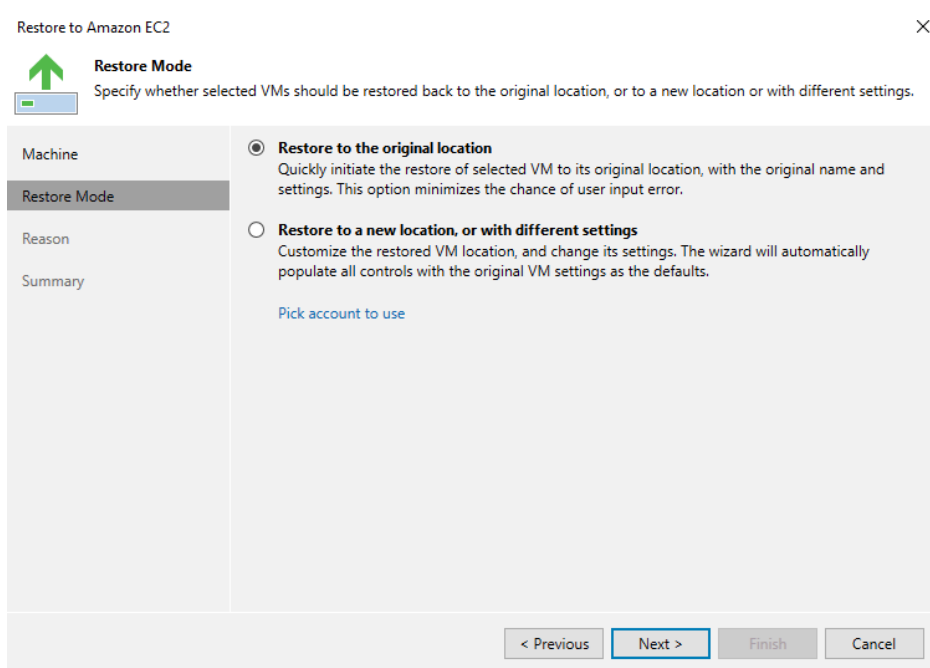 Restore to Amazon EC2
Restore Mode
Specify whether selected VMs should be restored back to the original location, or to a new location or with different settings.
Machine
Restore Mode
Reason
Summary
Restore to the original location
Quickly initiate the restore of selected VM to its original location, with the original name and
settings. This option minimizes the chance of user input error.
Restore to a new location, or with different settings
Customize the restored VM location, and change its settings. The wizard will automatically
populate all controls with the original VM settings as the defaults.
Pick account to use
< Previous
Next >
Finish
Cancel